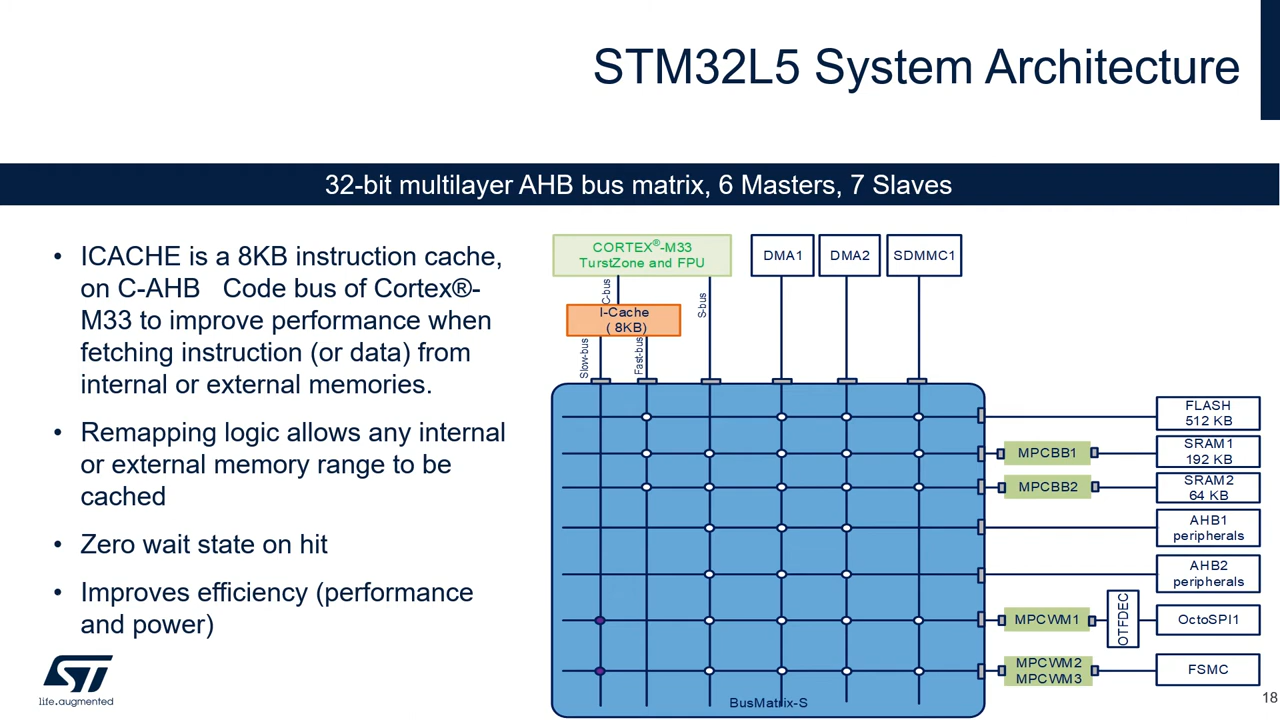 STM32L5 System Architecture
32-bit multilayer AHB bus matrix, 6 Masters, 7 Slaves
• ICACHE is a 8KB instruction cache,
on C-AHB   Code bus of Cortex®-
M33 to improve performance when
fetching instruction (or data) from
internal or external memories.
• Remapping logic allows any internal
or external memory range to be
cached
• Zero wait state on hit
• Improves efficiency (performance
and power)
CORTEX®-M33
TurstZone and FPU
DMA1
DMA2
SDMMC1
C-bus
S-bus
I-Cache
( 8KB)
Slow-bus
Fast-bus
FLASH
512 KB
MPCBB1
SRAM1
192 KB
MPCBB2
SRAM2
64 KB
AHB1
peripherals
AHB2
peripherals
MPCWM1
OTFDEC
OctoSPI1
MPCWM2
MPCWM3
FSMC
BusMatrix-S
ST
life.augmented
18